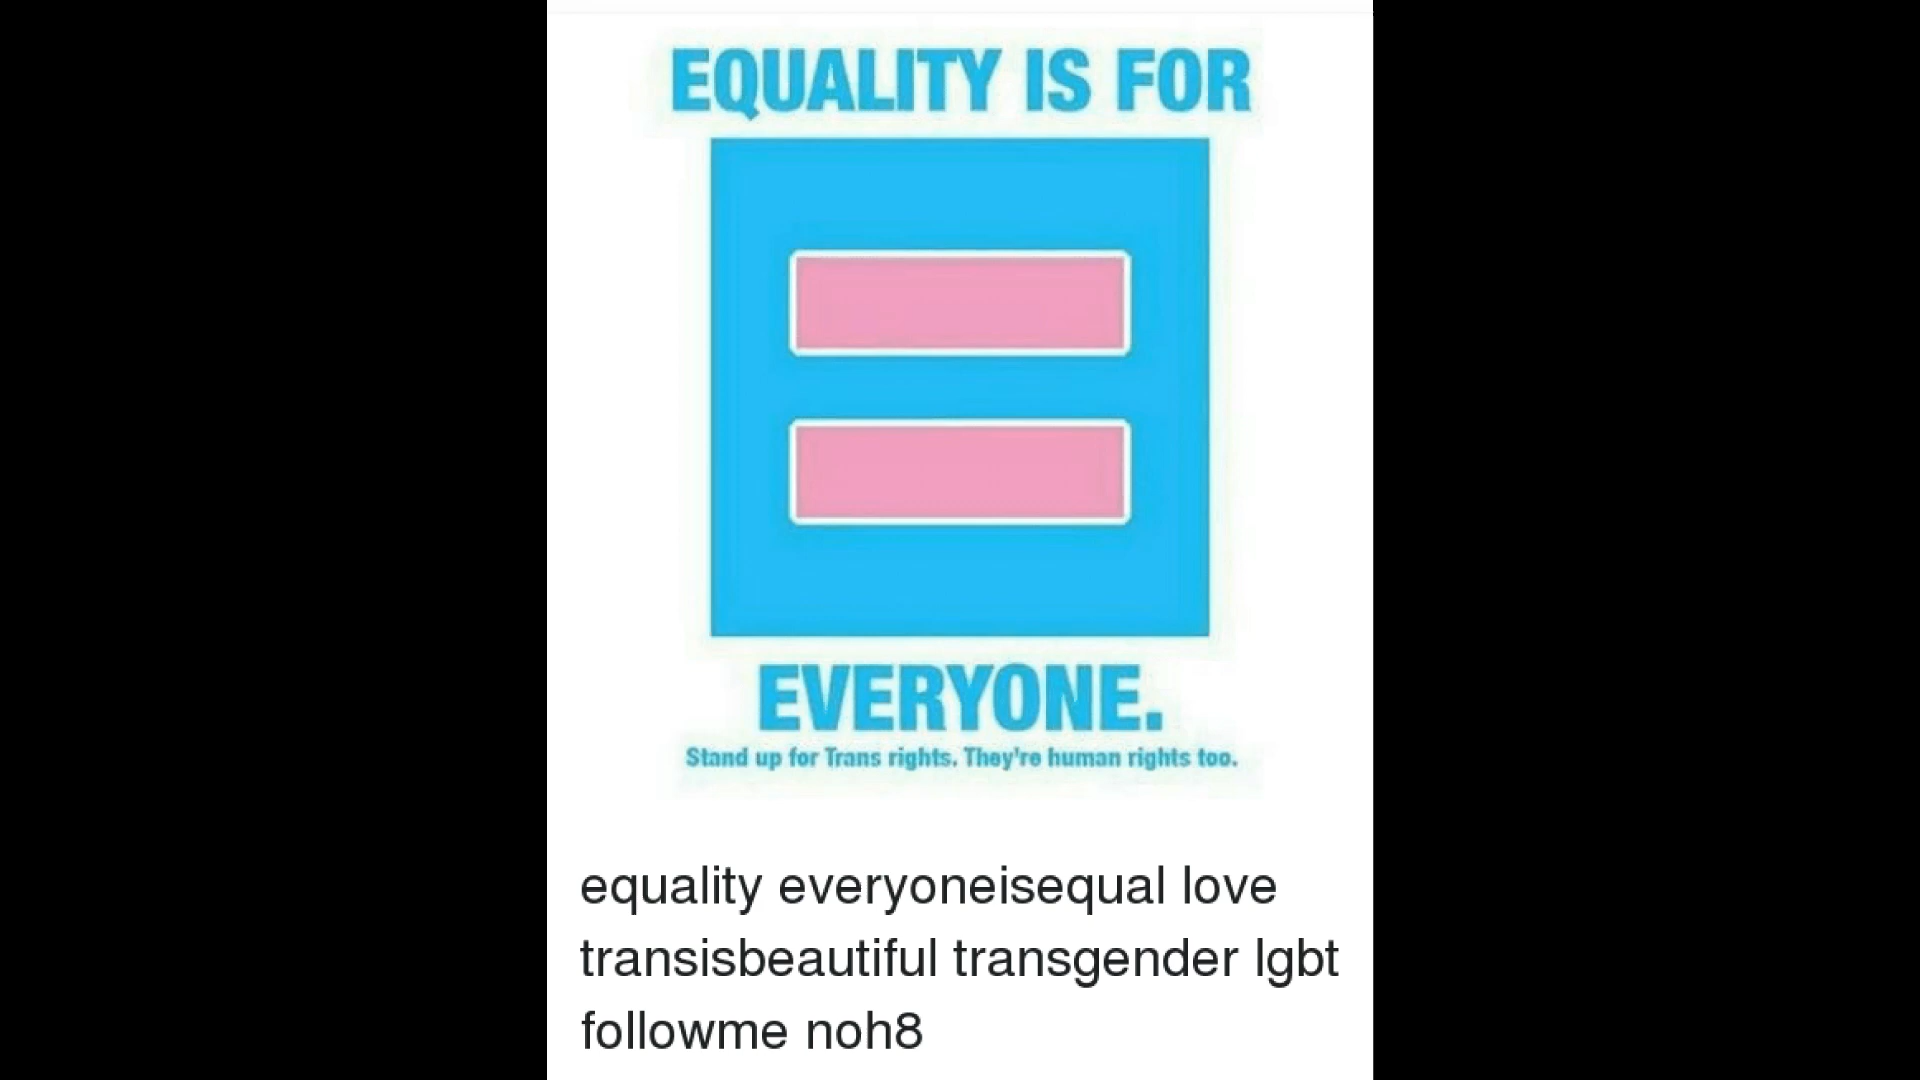 EQUALITY IS FOR
EVERYONE.
Stand up for Trans rights. They're human rights too.
equality everyoneisequal love
transisbeautiful transgender lgbt
followme noh8